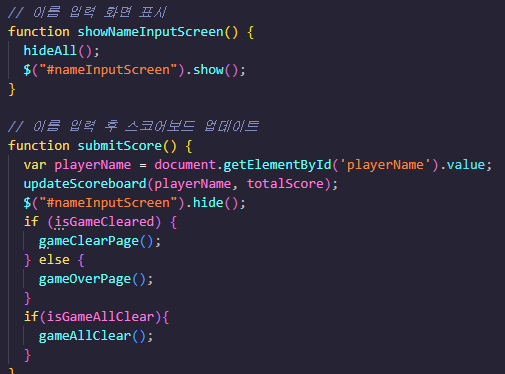 // 이름 입력 화면 표시
function showNameInputScreen() {
hideAll();
$("#nameInputScreen").show();
}
// 이름 입력 후 스코어보드 업데이트
function submitScore() {
var playerName = document.getElementById('playerName').value;
updateScoreboard(playerName, totalScore);
$("#nameInputScreen").hide();
if (isGameCleared) {
gameClearPage();
} else {
gameOverPage();
}
if(isGameAllClear){
gameAllClear();
}
}